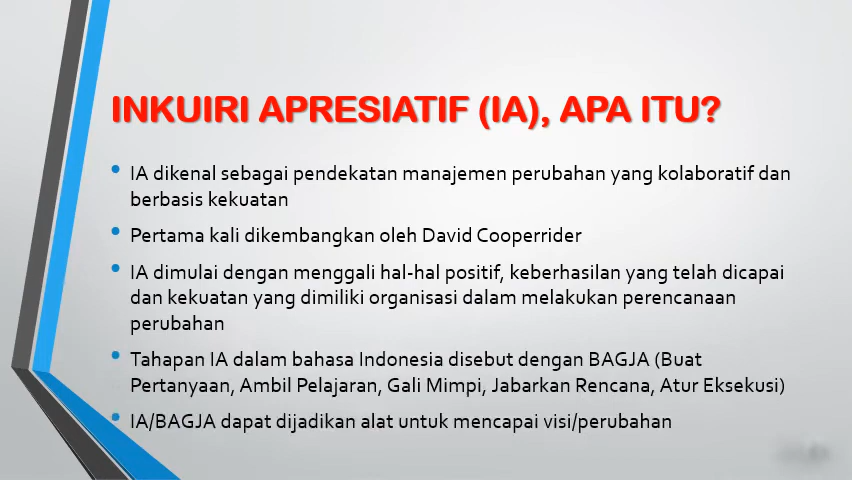 INKUIRI APRESIATIF (IA), APA ITU?
• IA dikenal sebagai pendekatan manajemen perubahan yang kolaboratif dan
berbasis kekuatan
• Pertama kali dikembangkan oleh David Cooperrider
• IA dimulai dengan menggali hal-hal positif, keberhasilan yang telah dicapai
dan kekuatan yang dimiliki organisasi dalam melakukan perencanaan
perubahan
• Tahapan IA dalam bahasa Indonesia disebut dengan BAGJA (Buat
Pertanyaan, Ambil Pelajaran, Gali Mimpi, Jabarkan Rencana, Atur Eksekusi)
• IA/BAGJA dapat dijadikan alat untuk mencapai visi/perubahan